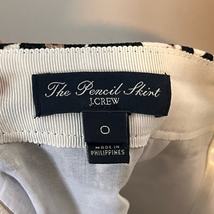 The Pencil Skirt
J.CREW
0
MADE IN
PHILIPPINES